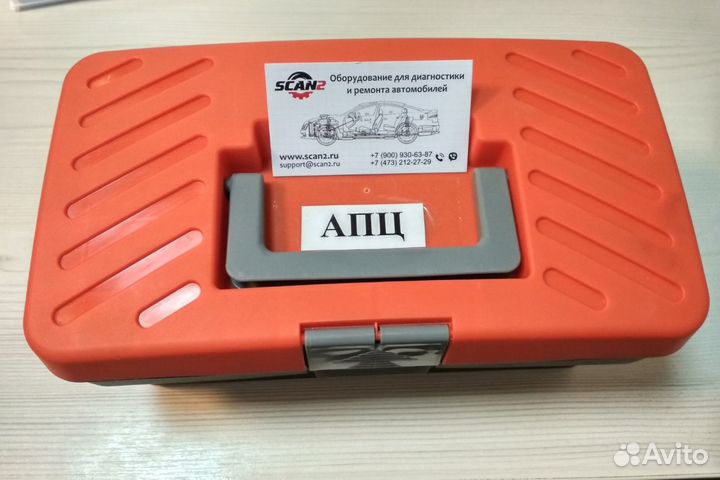 SCAN2
Оборудование для диагностики
и ремонта автомобилей
www.scan2.ru
support@scan2.ru
+7 (900) 930-63-87
+7 (473) 212-27-29
АПЦ
Avito